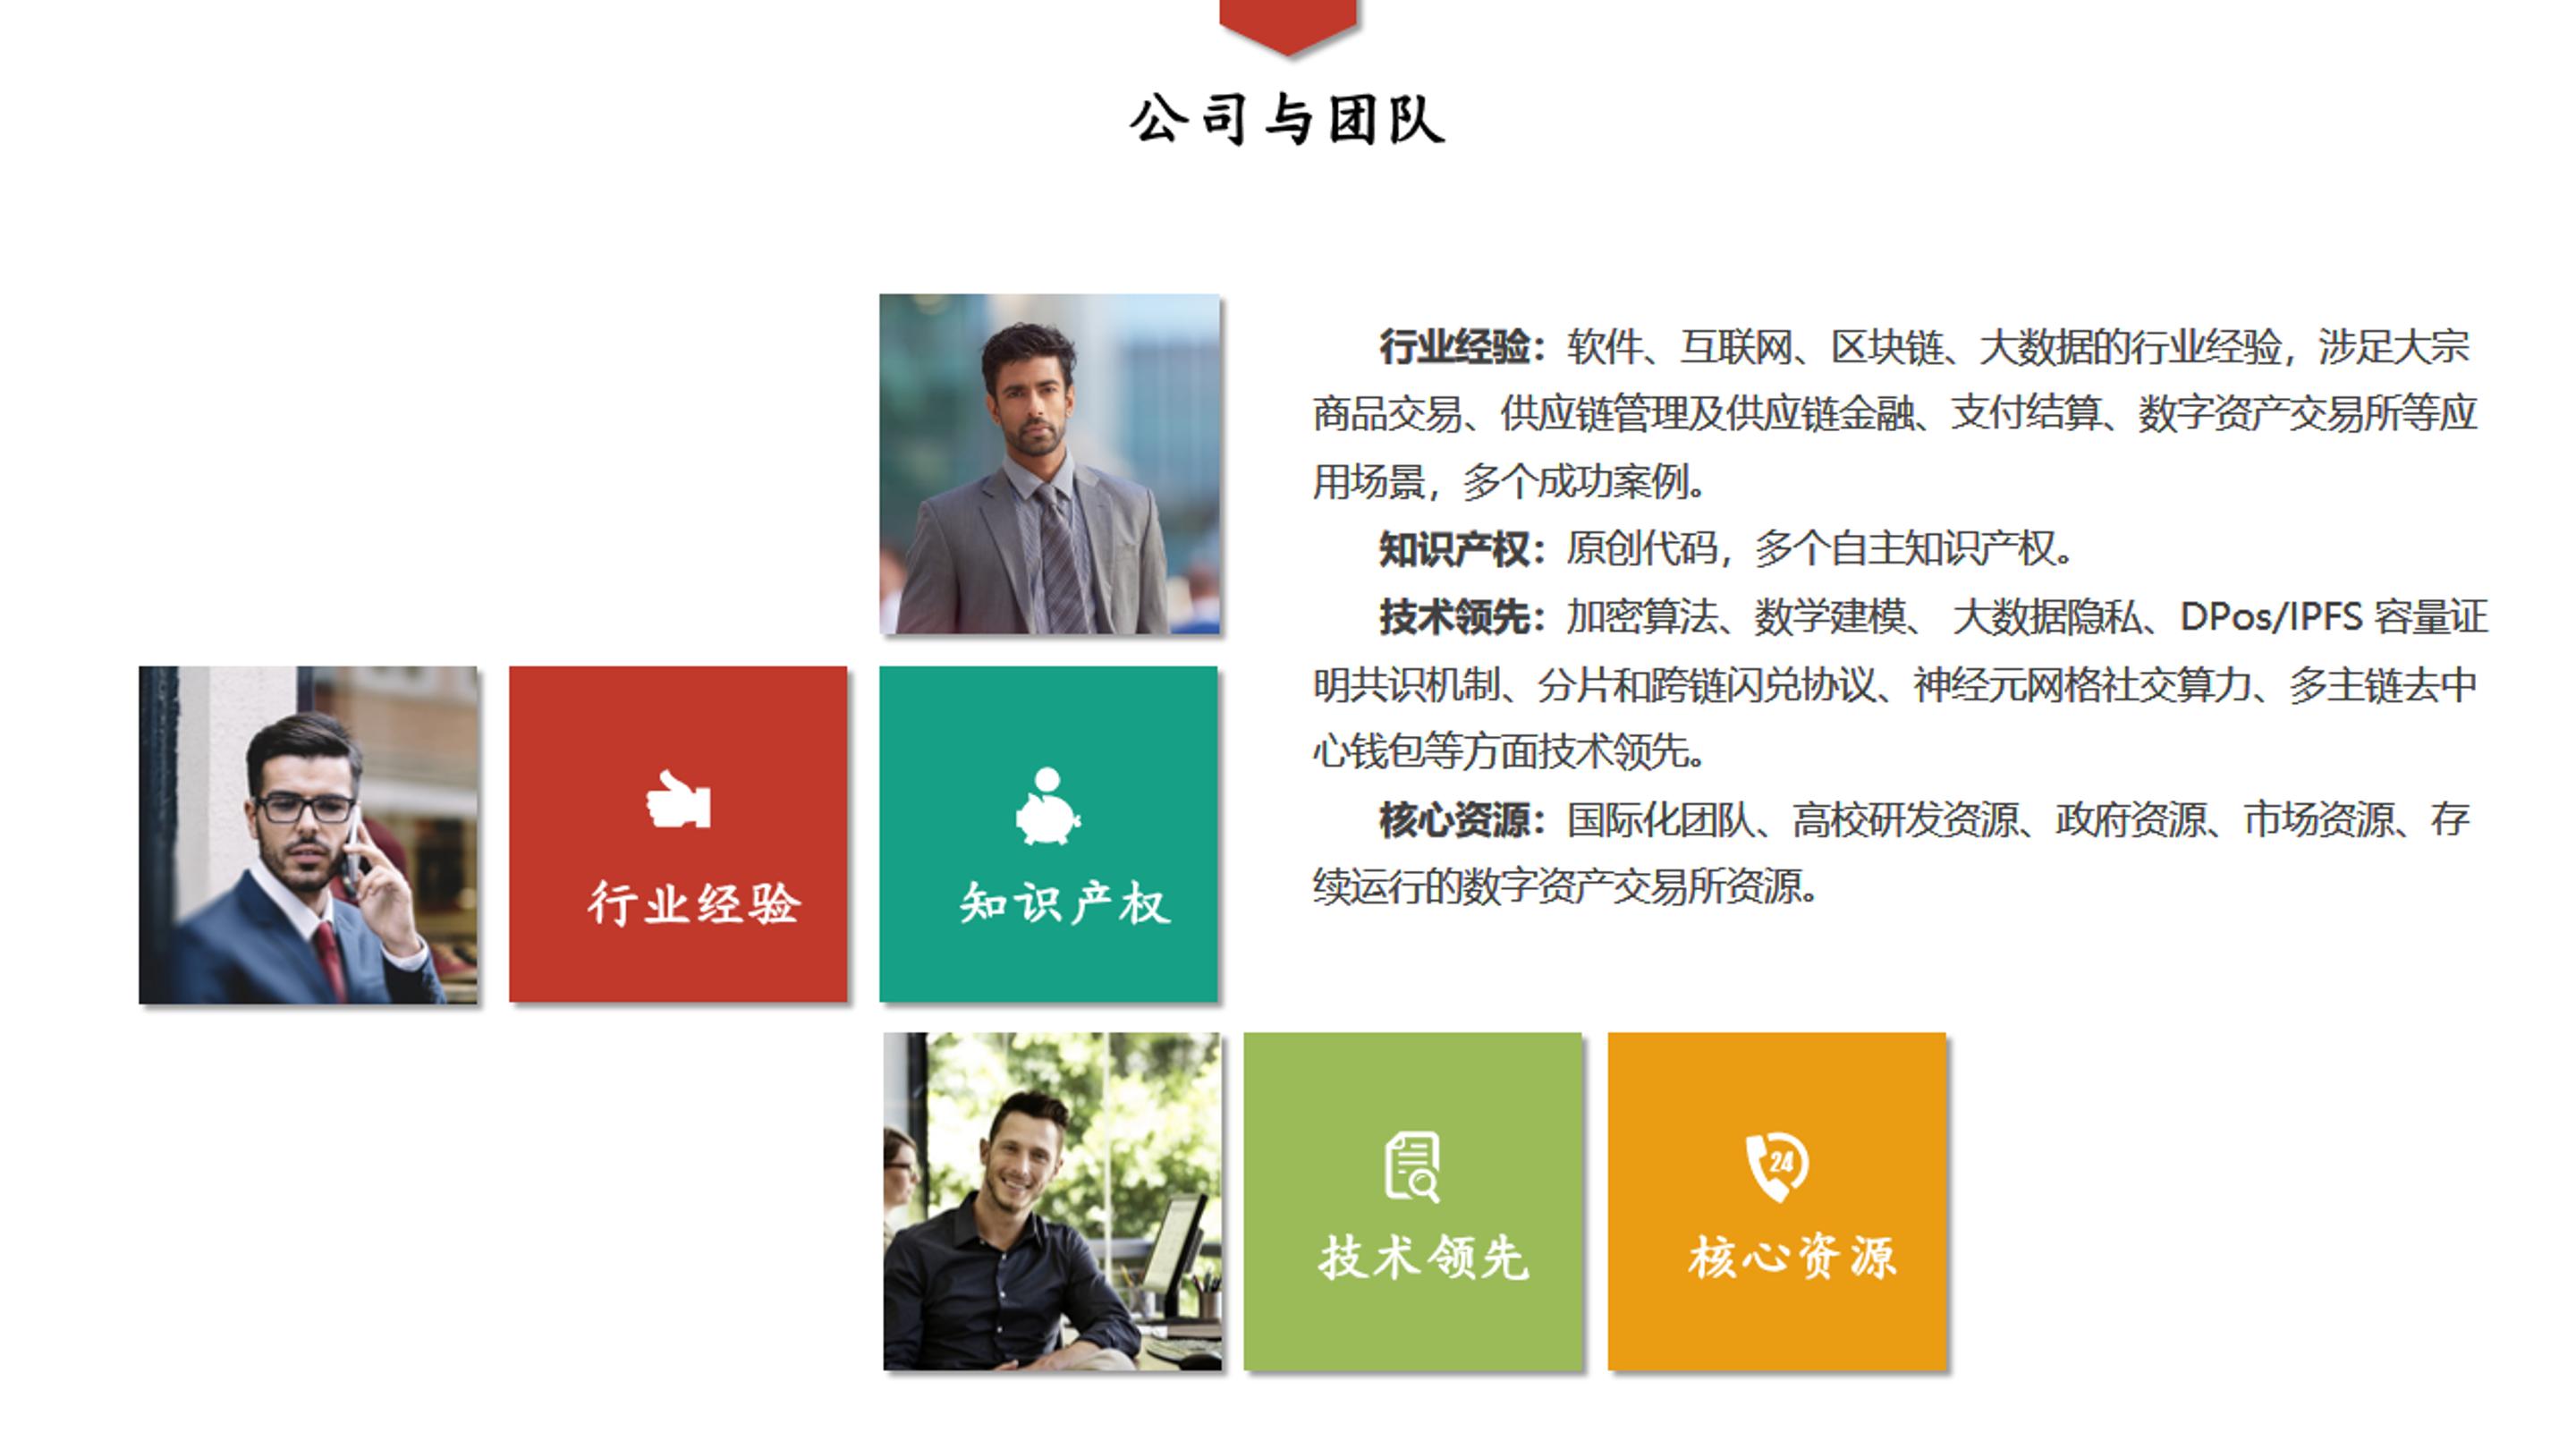 公司与团队
行业经验：软件、互联网、区块链、大数据的行业经验，涉足大宗
商品交易、供应链管理及供应链金融、支付结算、数字资产交易所等应
用场景，多个成功案例。
知识产权：原创代码，多个自主知识产权。
技术领先：加密算法、数学建模、 大数据隐私、DPos/IPFS 容量证
明共识机制、分片和跨链闪兑协议、神经元网格社交算力、多主链去中
心钱包等方面技术领先。
核心资源：国际化团队、高校研发资源、政府资源、市场资源、存
续运行的数字资产交易所资源。
行业经验
知识产权
24
技术领先
核心资源